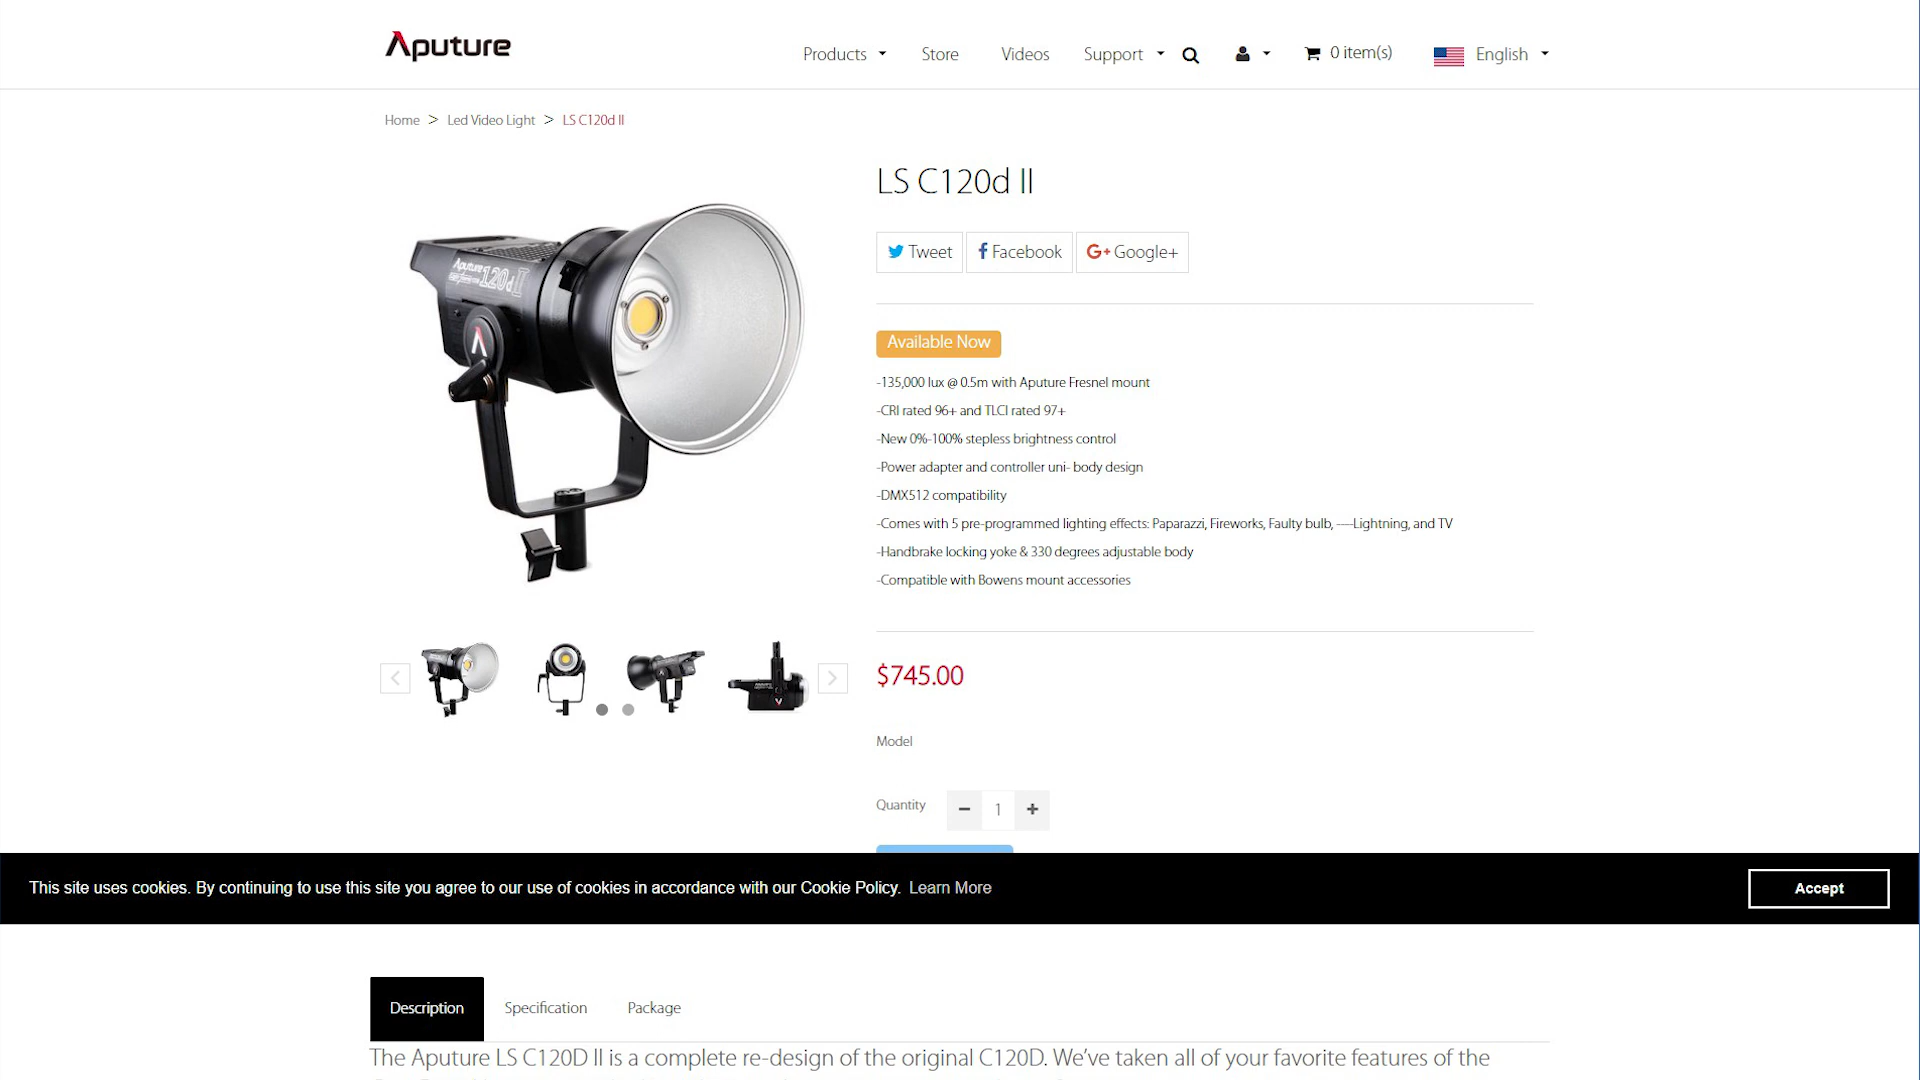 Aputure
Products Store Videos Support 0 item(s) English
Home > Led Video Light > LS C120d II
LS C120d II
Tweet Facebook G+ Google+
Available Now
-135,000 lux @ 0.5m with Aputure Fresnel mount
-CRI rated 96+ and TLCI rated 97+
-New 0%-100% stepless brightness control
-Power adapter and controller uni- body design
-DMX512 compatibility
-Comes with 5 pre-programmed lighting effects: Paparazzi, Fireworks, Faulty bulb, ----Lightning, and TV
-Handbrake locking yoke & 330 degrees adjustable body
-Compatible with Bowens mount accessories
Aputure
120d II
$745.00
Model
Quantity - 1 +
This site uses cookies. By continuing to use this site you agree to our use of cookies in accordance with our Cookie Policy. Learn More
Accept
Description Specification Package
The Aputure LS C120D II is a complete re-design of the original C120D. We've taken all of your favorite features of the